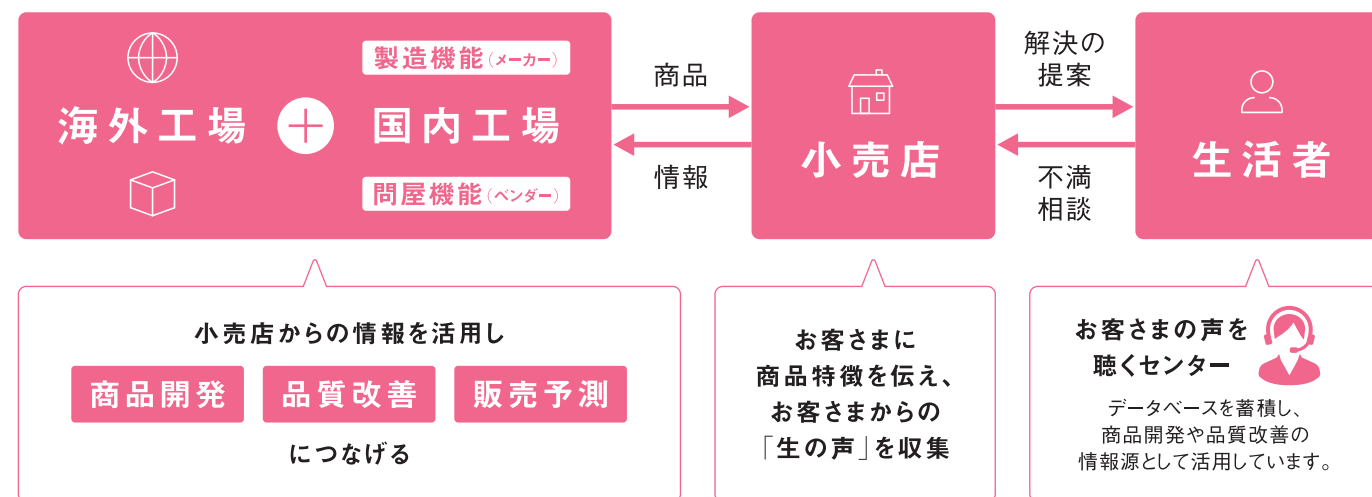 製造機能(メーカー)
海外工場
国内工場
問屋機能(ベンダー)
商品
情報
小売店
解決の
提案
不満
相談
生活者
小売店からの情報を活用し
商品開発 品質改善 販売予測
につなげる
お客さまに
商品特徴を伝え、
お客さまからの
「生の声」を収集
お客さまの声を
聴くセンター
データベースを蓄積し、
商品開発や品質改善の
情報源として活用しています。